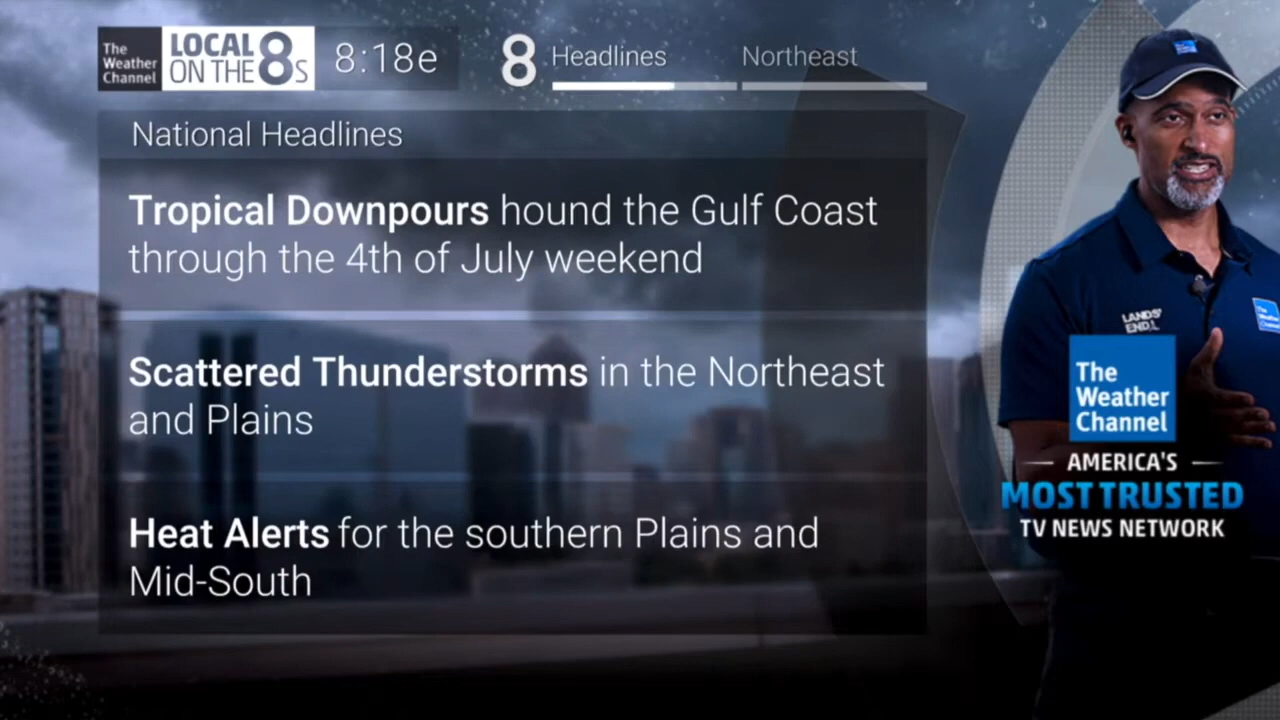 The
Weather
Channel
LOCAL
ON THE 8s
8:18e
8
Headlines
Northeast
National Headlines
Tropical Downpours hound the Gulf Coast
through the 4th of July weekend
Scattered Thunderstorms in the Northeast
and Plains
Heat Alerts for the southern Plains and
Mid-South
LANDS'
END
The
Weather
Channel
AMERICA'S
MOST TRUSTED
TV NEWS NETWORK